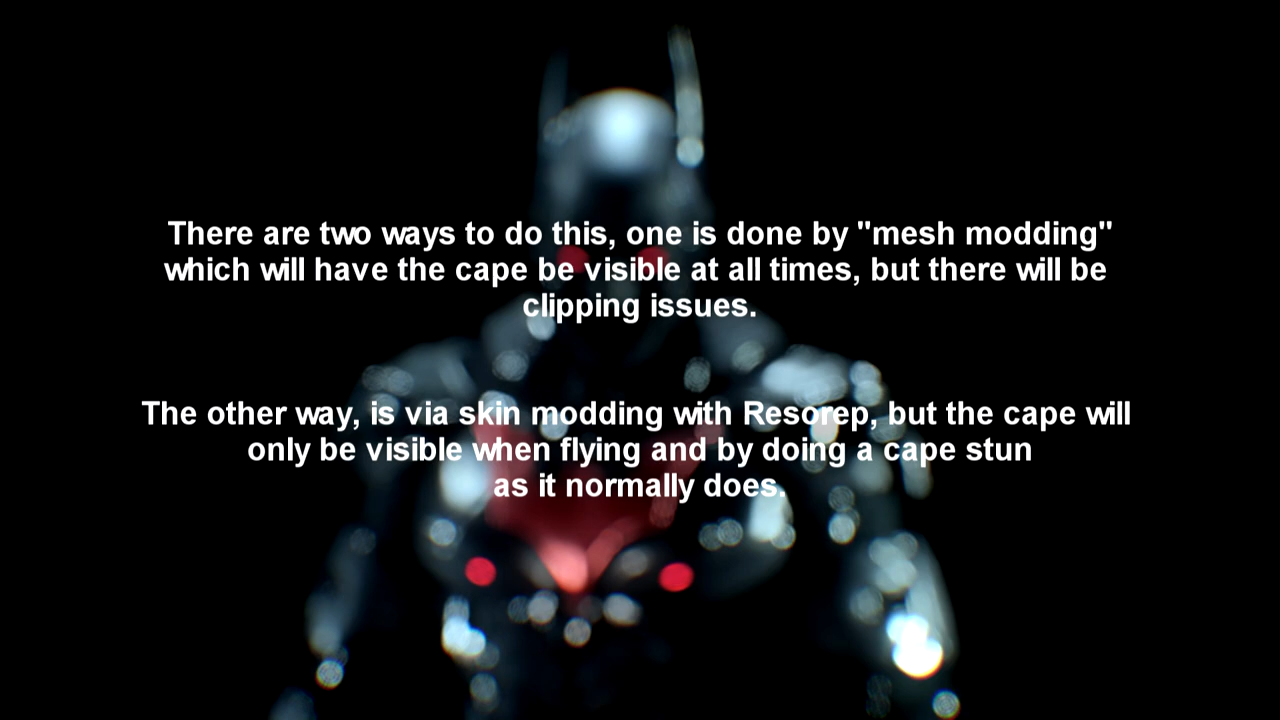 There are two ways to do this, one is done by "mesh modding"
which will have the cape be visible at all times, but there will be
clipping issues.
The other way, is via skin modding with Resorep, but the cape will
only be visible when flying and by doing a cape stun
as it normally does.